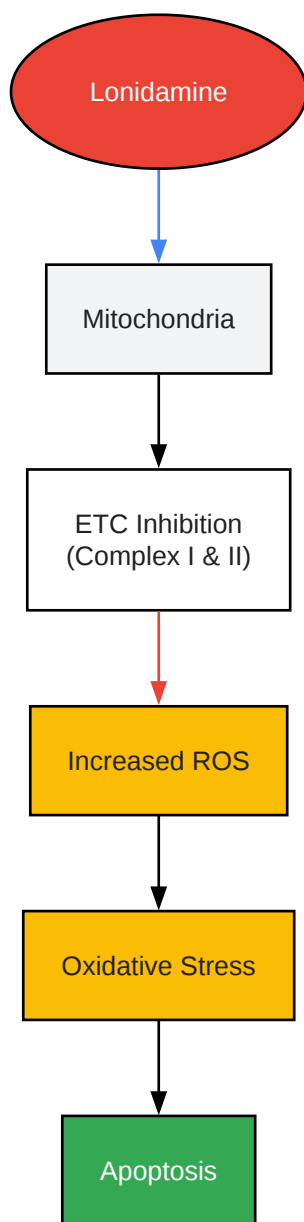 Lonidamine
Mitochondria
ETC Inhibition
(Complex I & II)
Increased ROS
Oxidative Stress
Apoptosis